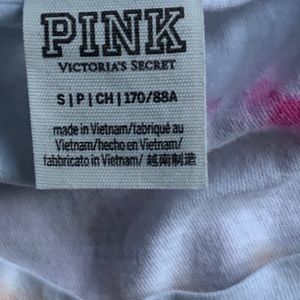 PINK
VICTORIA'S SECRET
S | P | CH | 170/88A
made in Vietnam/fabriqué au
Vietnam/hecho en Vietnam/
fabbricato in Vietnam/ 越南制造